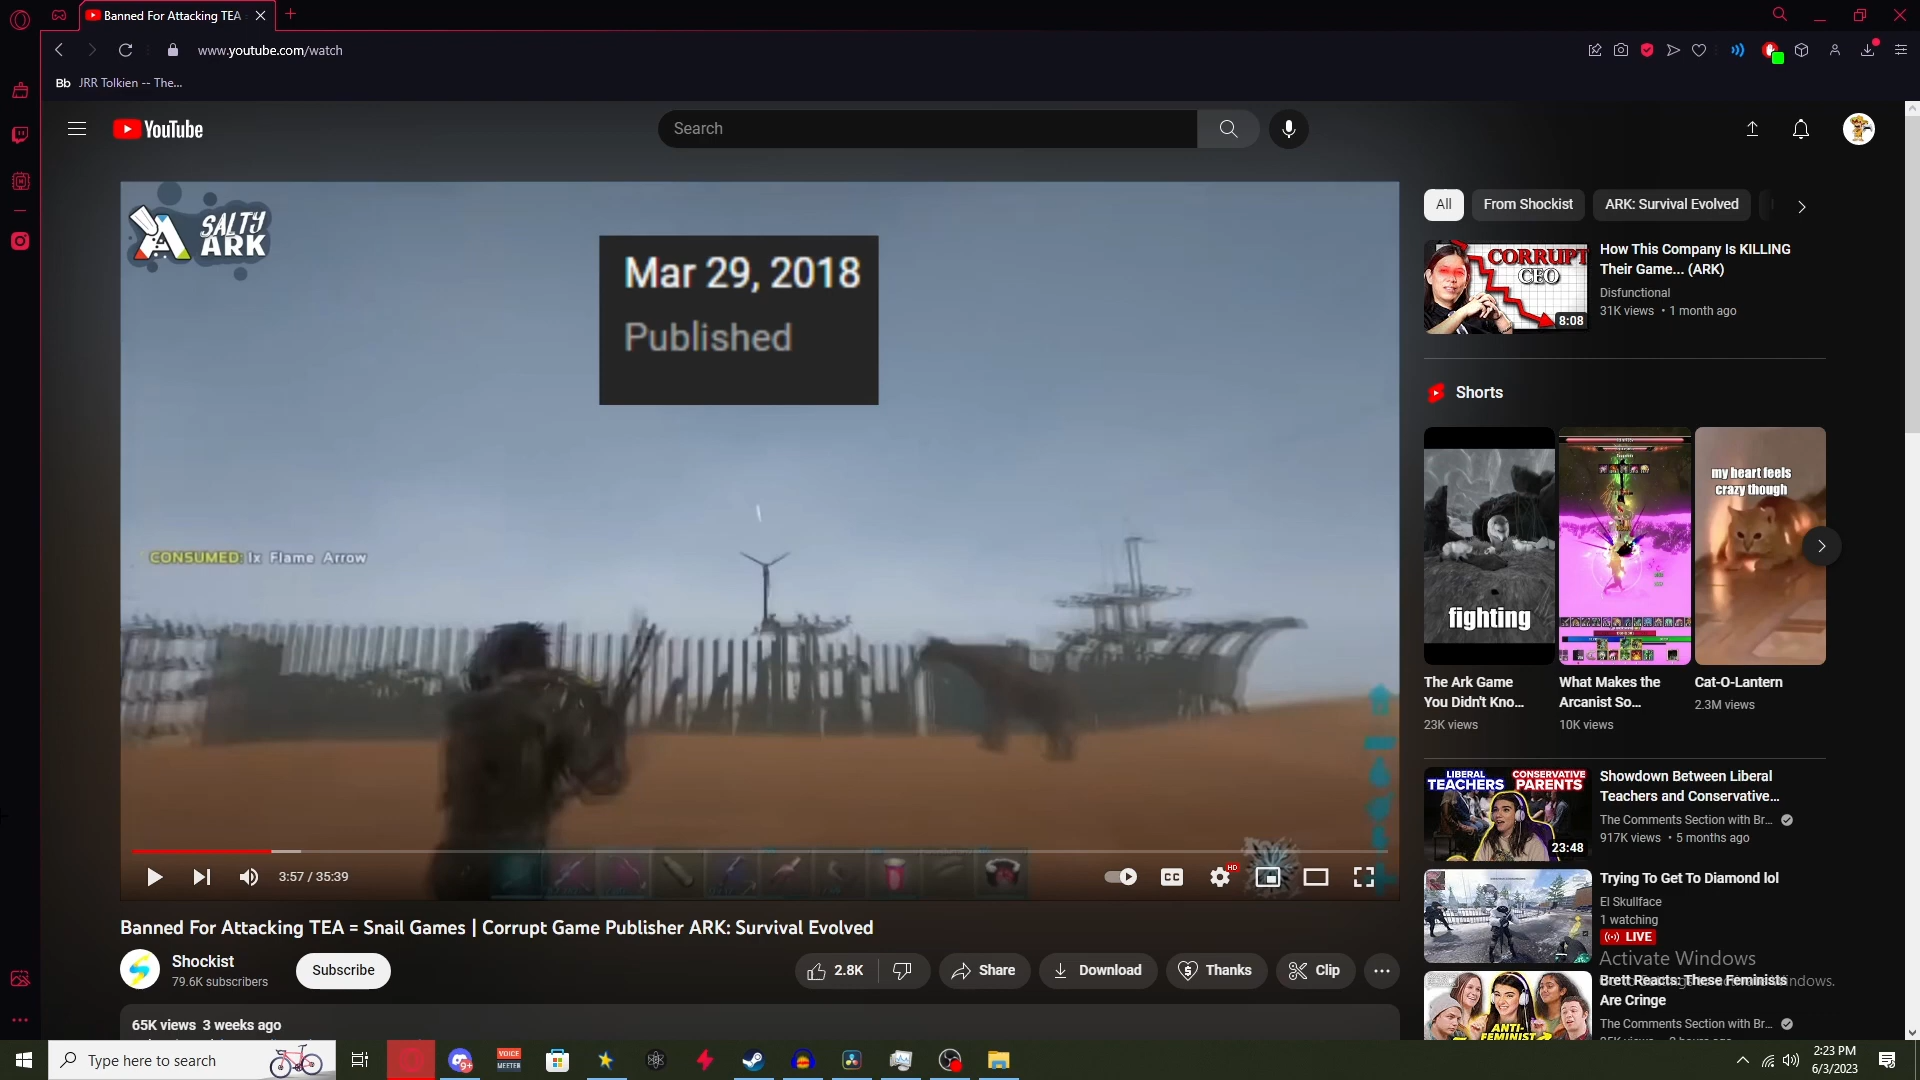 Banned For Attacking TEA
www.youtube.com/watch
Bb JRR Tolkien -- The...
YouTube
Search
SALTY
ARK
Mar 29, 2018
Published
CONSUMED: 1x Flame Arrow
3:57 / 35:39
CC
HD
Banned For Attacking TEA = Snail Games | Corrupt Game Publisher ARK: Survival Evolved
Shockist
79.6K subscribers
Subscribe
2.8K
Share
Download
Thanks
Clip
65K views 3 weeks ago
All
From Shockist
ARK: Survival Evolved
CORRUPT
CEO
8:08
How This Company Is KILLING
Their Game... (ARK)
Disfunctional
31K views • 1 month ago
Shorts
fighting
my heart feels
crazy though
The Ark Game
You Didn't Kno...
23K views
What Makes the
Arcanist So...
10K views
Cat-O-Lantern
2.3M views
LIBERAL
TEACHERS
CONSERVATIVE
PARENTS
23:48
Showdown Between Liberal
Teachers and Conservative...
The Comments Section with Br...
917K views • 5 months ago
Trying To Get To Diamond lol
El Skullface
1 watching
LIVE
Activate Windows
Brett Reacts: These Feminists
Are Cringe
The Comments Section with Br...
ANTI-
FEMINIST
Type here to search
9+
VOICE
MEETER
2:23 PM
6/3/2023